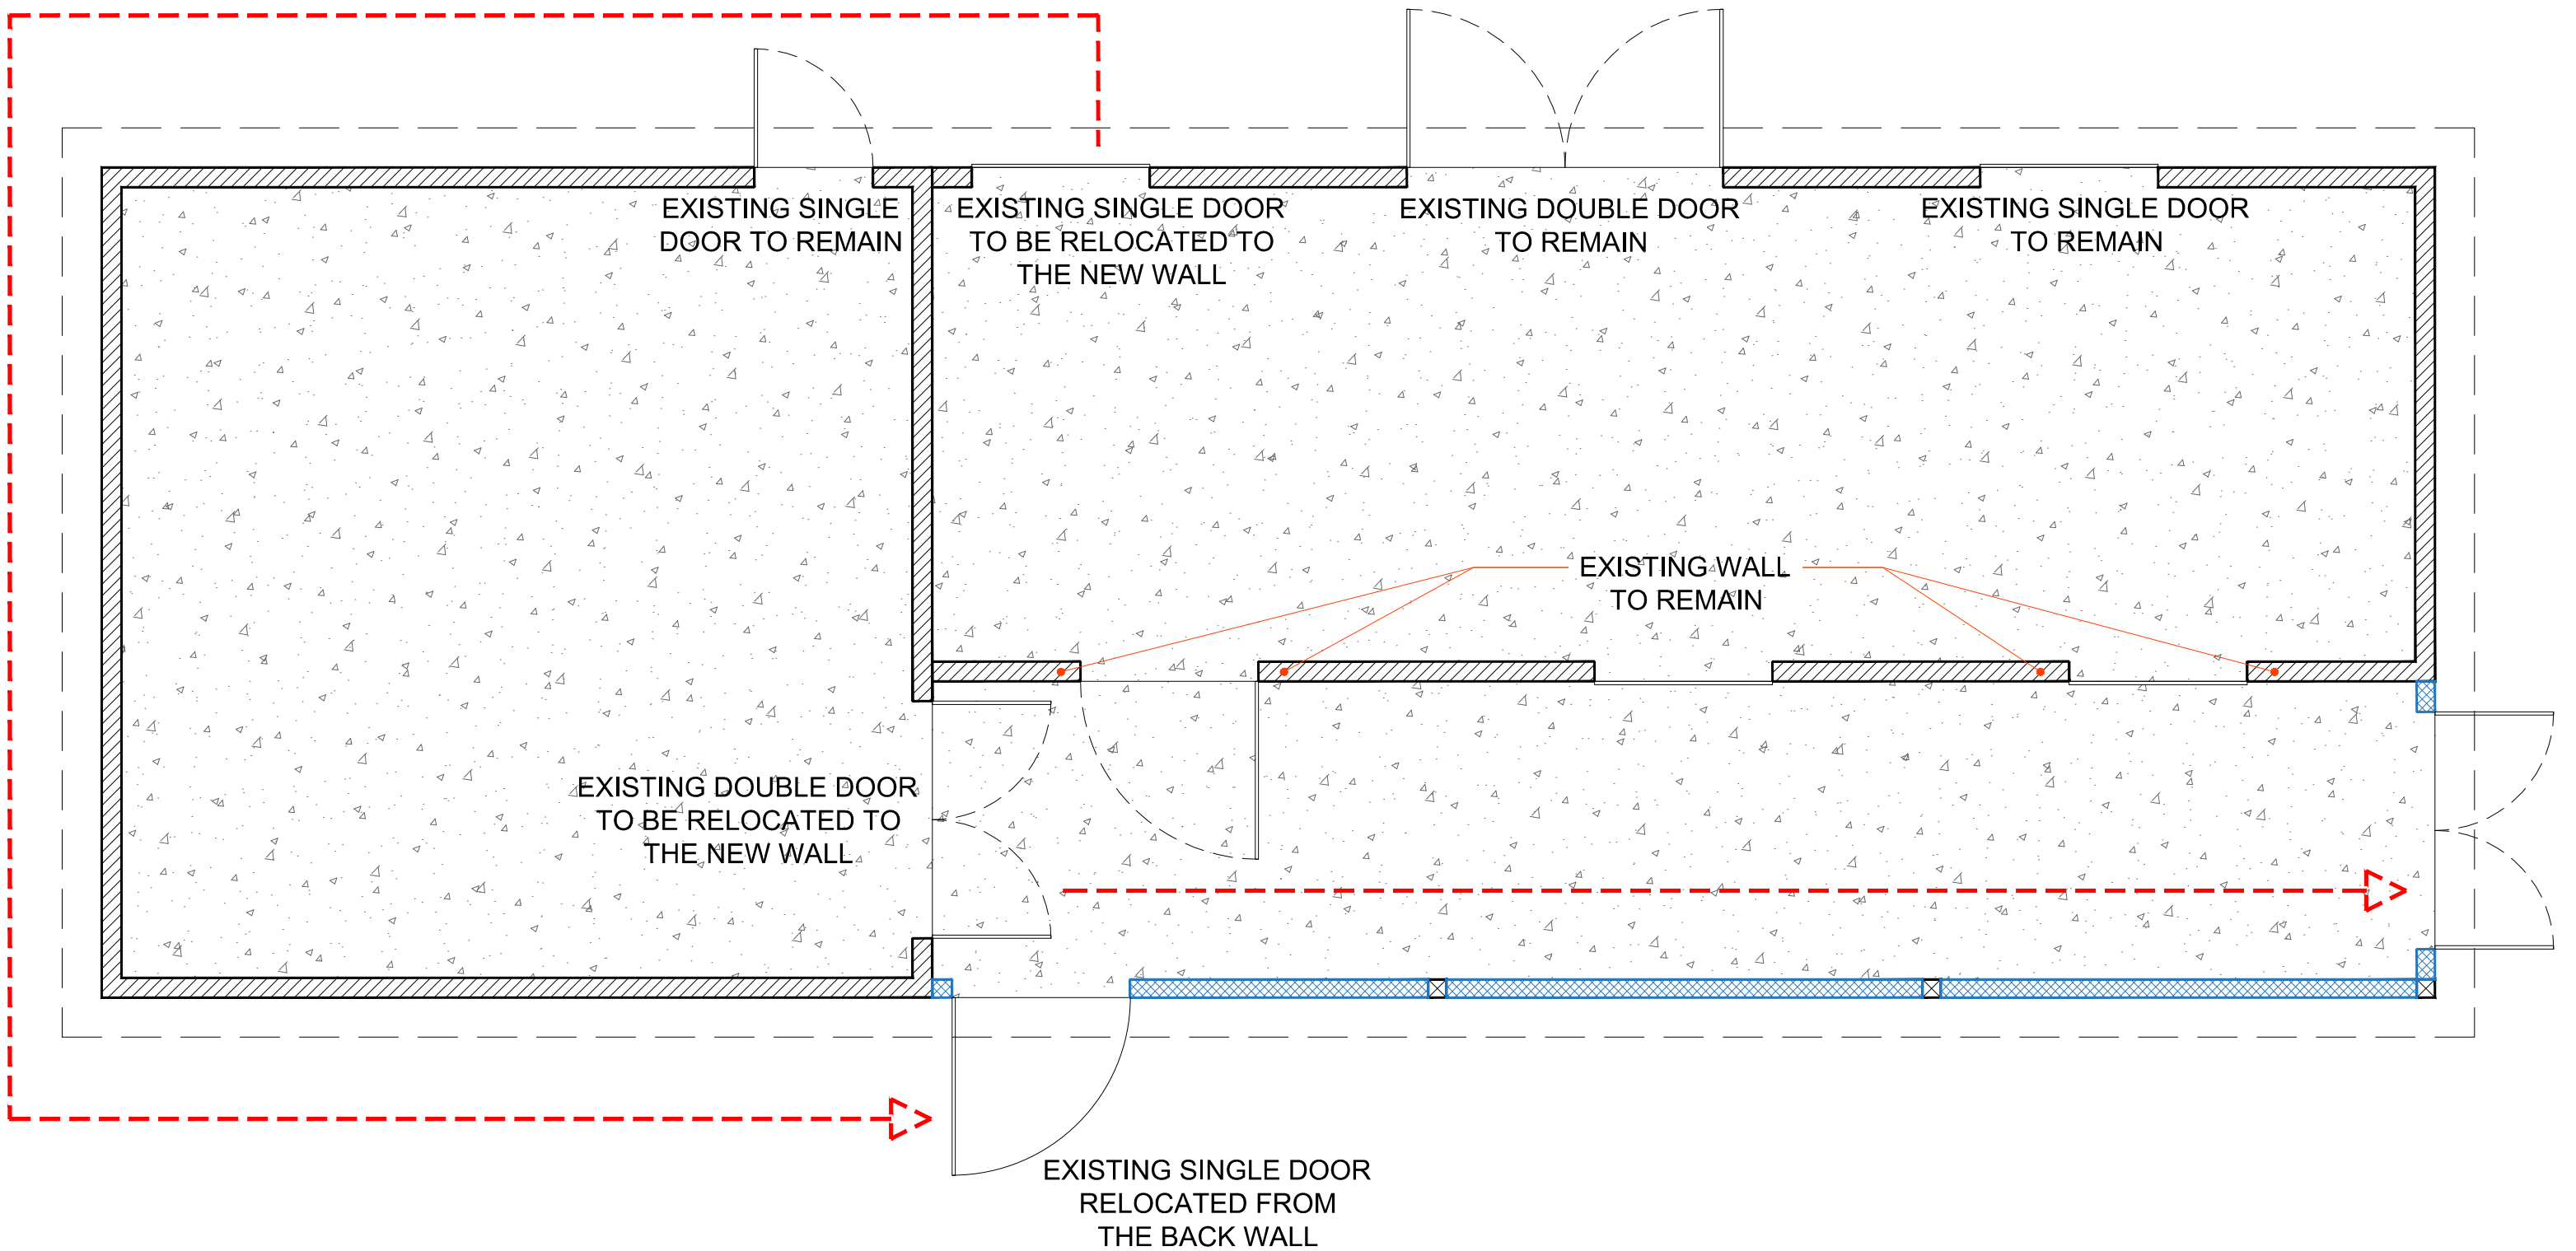 EXISTING SINGLE
DOOR TO REMAIN
EXISTING SINGLE DOOR
TO BE RELOCATED TO
THE NEW WALL
EXISTING DOUBLE DOOR
TO REMAIN
EXISTING SINGLE DOOR
TO REMAIN
EXISTING WALL
TO REMAIN
EXISTING DOUBLE DOOR
TO BE RELOCATED TO
THE NEW WALL
EXISTING SINGLE DOOR
RELOCATED FROM
THE BACK WALL